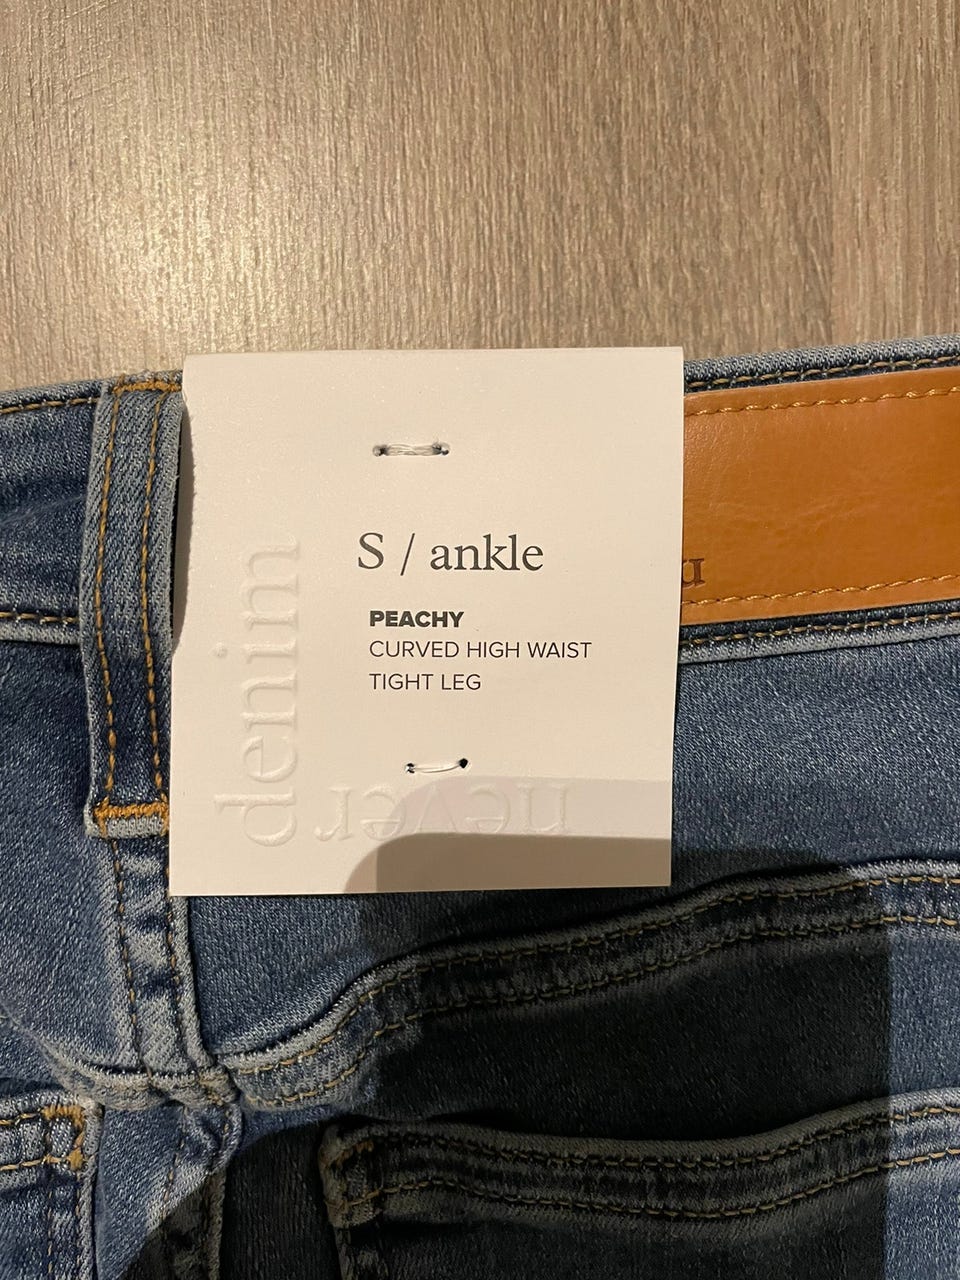 S / ankle
PEACHY
CURVED HIGH WAIST
TIGHT LEG
denim
never